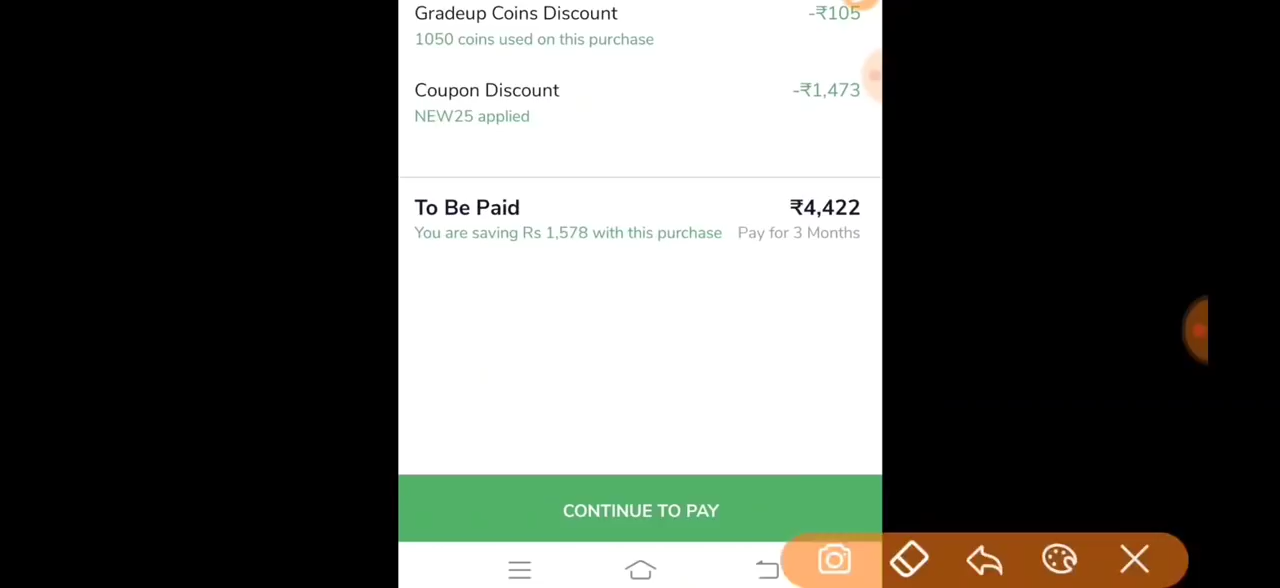 Gradeup Coins Discount -₹105
1050 coins used on this purchase
Coupon Discount -₹1,473
NEW25 applied
To Be Paid ₹4,422
You are saving Rs 1,578 with this purchase Pay for 3 Months
CONTINUE TO PAY